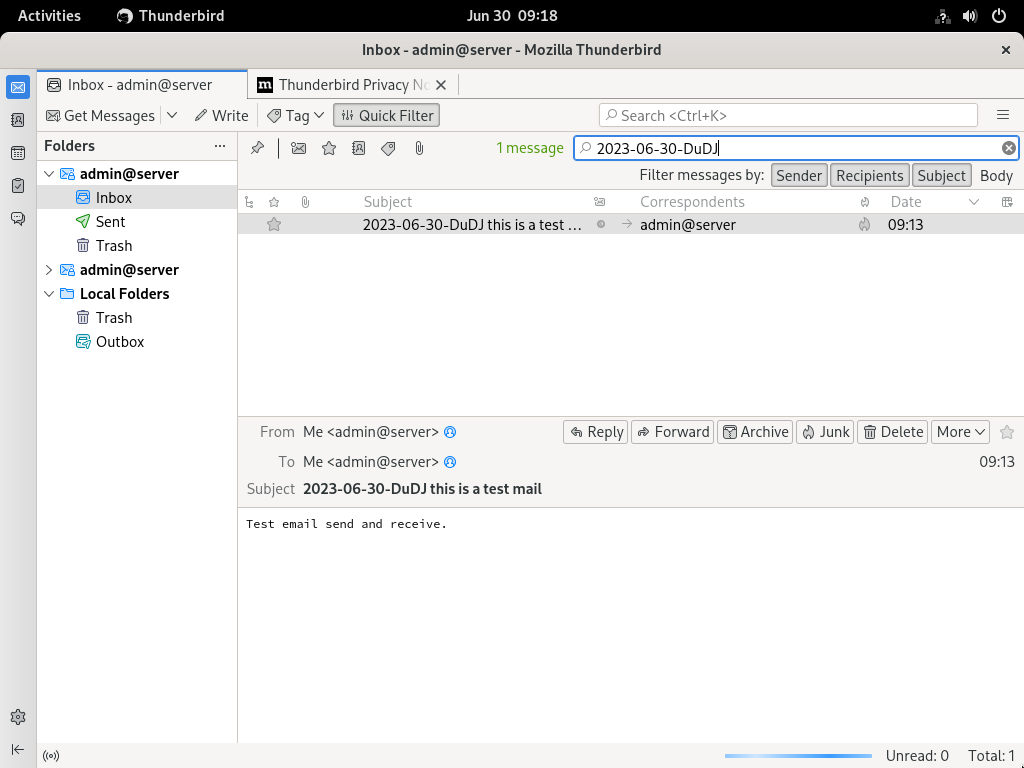 Activities Thunderbird Jun 30 09:18
Inbox - admin@server - Mozilla Thunderbird
Inbox - admin@server Thunderbird Privacy No
Get Messages Write Tag Quick Filter Search <Ctrl+K>
Folders
1 message 2023-06-30-DuDJ
Filter messages by: Sender Recipients Subject Body
admin@server
Inbox
Sent
Trash
admin@server
Local Folders
Trash
Outbox
Subject Correspondents Date
2023-06-30-DuDJ this is a test ... admin@server 09:13
From Me <admin@server> Reply Forward Archive Junk Delete More
To Me <admin@server> 09:13
Subject 2023-06-30-DuDJ this is a test mail
Test email send and receive.
Unread: 0 Total: 1